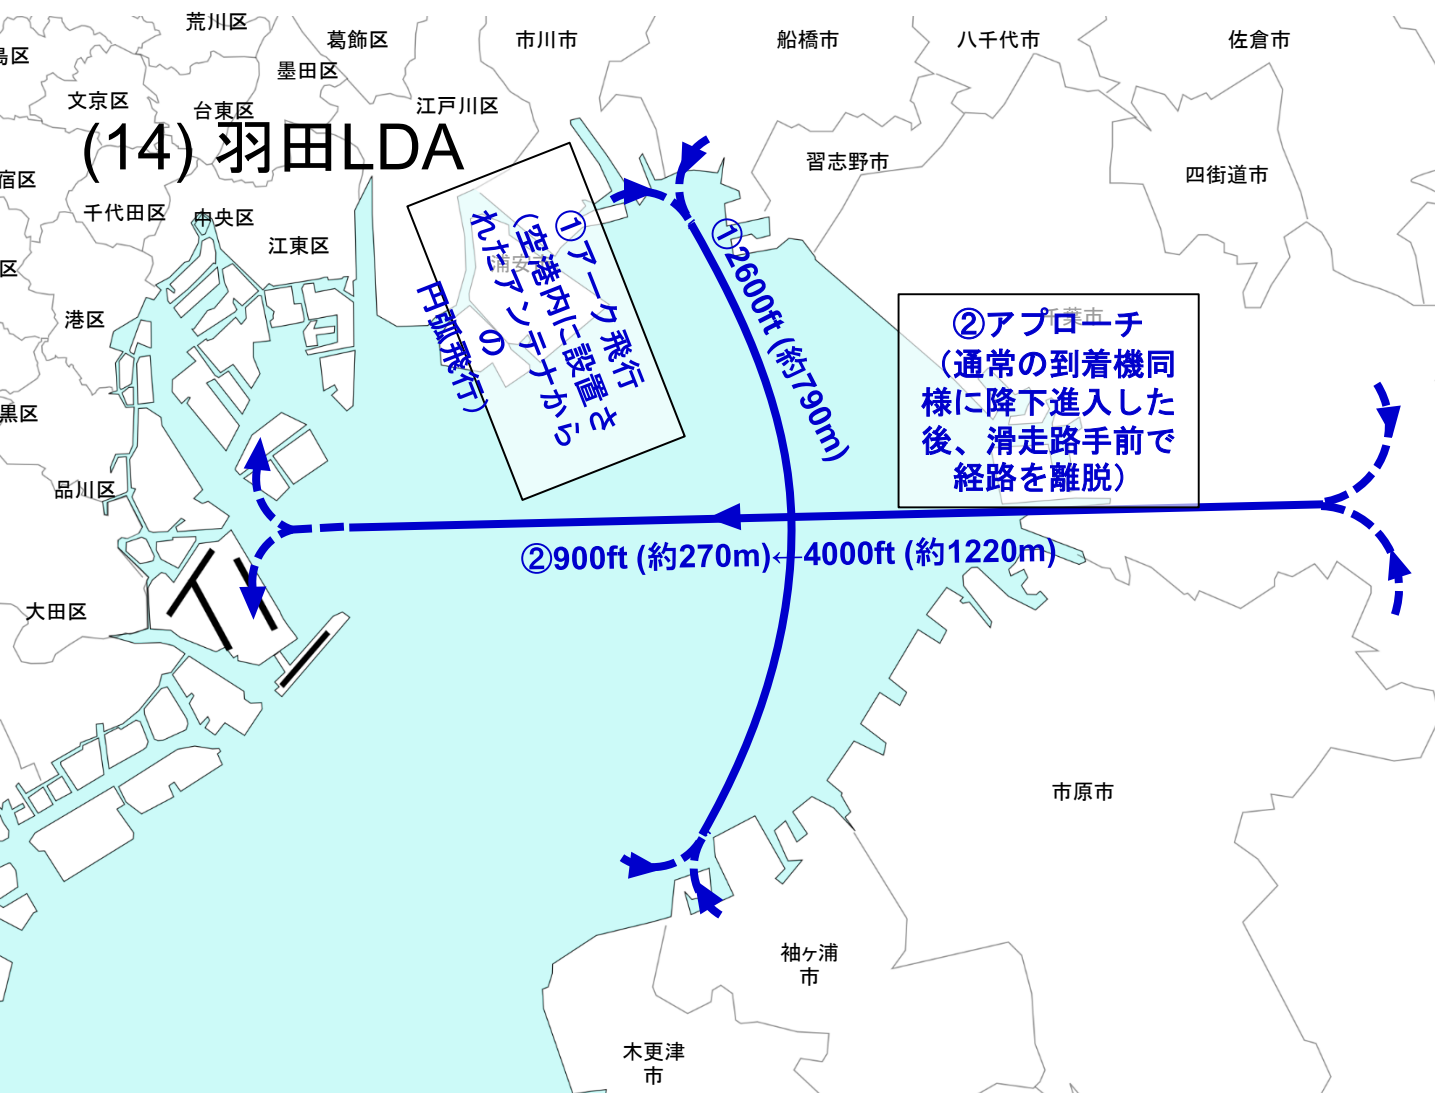 荒川区
葛飾区
市川市
船橋市
八千代市
佐倉市
島区
墨田区
文京区
台東区
江戸川区
(14) 羽田LDA
習志野市
四街道市
宿区
千代田区
中央区
江東区
区
港区
浦安市
①アーク飛行
(空港内に設置さ
れたアンテナから
の
円弧飛行)
①2600ft (約790m)
千葉市
②アプローチ
(通常の到着機同
様に降下進入した
後、滑走路手前で
経路を離脱)
黒区
品川区
②900ft (約270m)←4000ft (約1220m)
大田区
市原市
袖ヶ浦
市
木更津
市